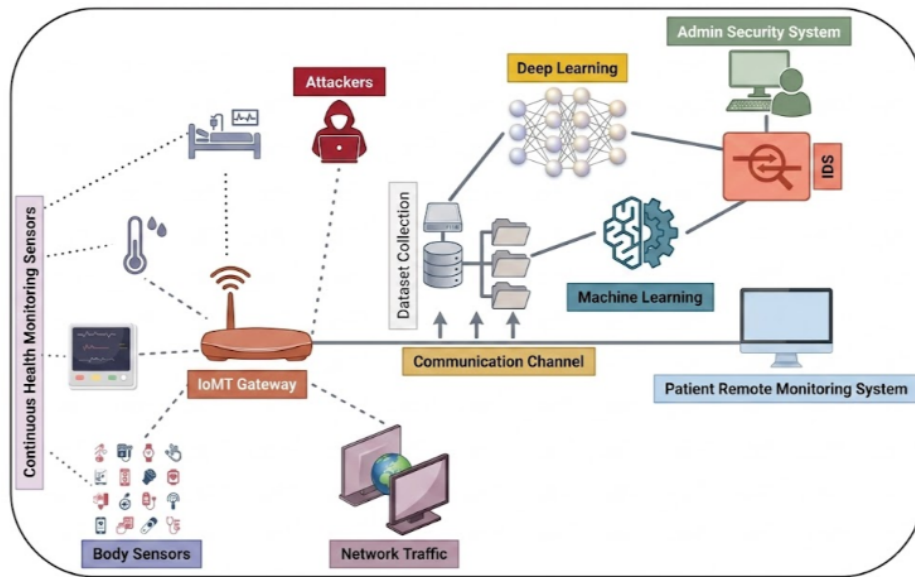 Admin Security System
Deep Learning
Attackers
IDS
Continuous Health Monitoring Sensors
Dataset Collection
Machine Learning
Communication Channel
IoMT Gateway
Patient Remote Monitoring System
Body Sensors
Network Traffic